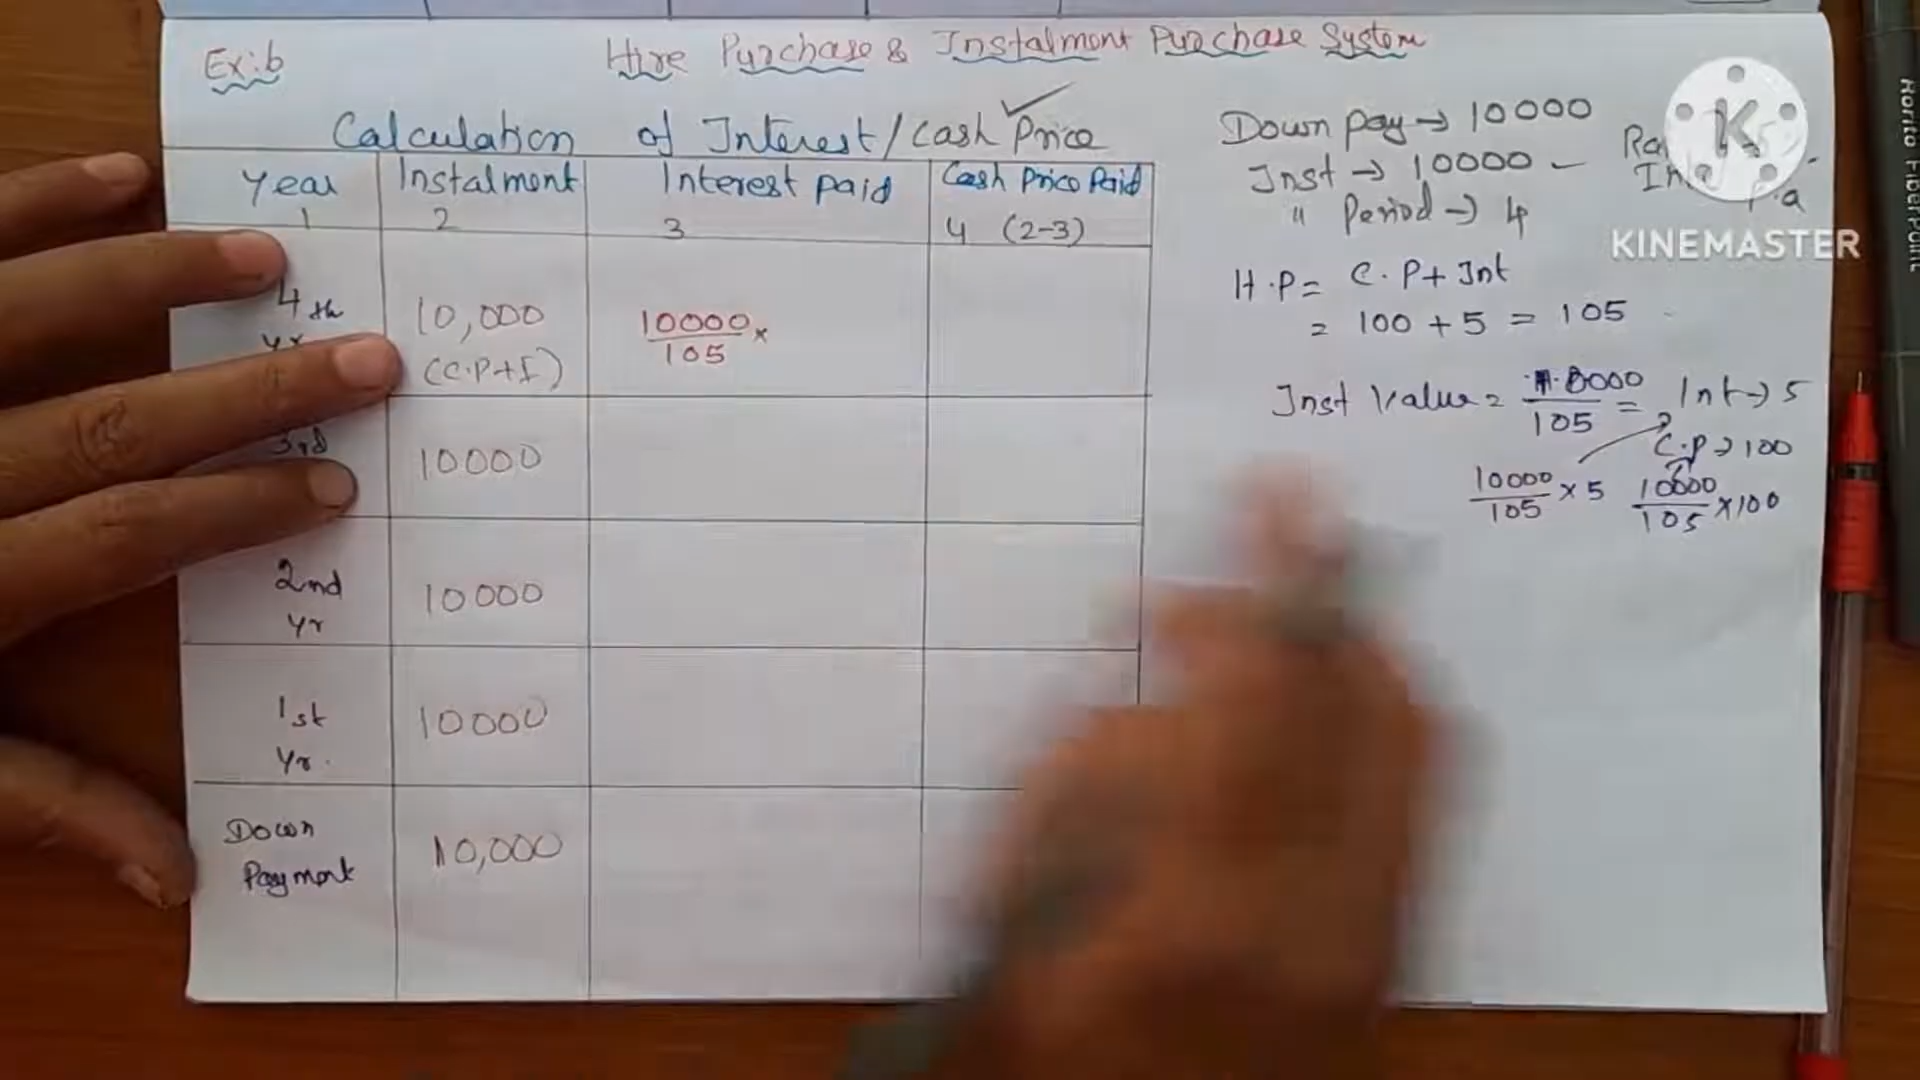 Ex:6
Hire Purchase & Instalment Purchase System
Calculation of Interest/Cash Price
Year Instalment Interest Paid Cash Price Paid
1 2 3 4 (2-3)
4th
yr
10,000
(C.P+I)
10000
105 ×
3rd
10000
2nd
yr
10000
1st
yr.
10000
Down
Payment
10,000
Down pay → 10000
Inst → 10000
" Period → 4
p.a
H.P = C.P + Int
= 100 + 5 = 105
Inst Value =
105 = Int → 5
C.P → 100
10000
105 × 5
10000
105 × 100
K
KINEMASTER